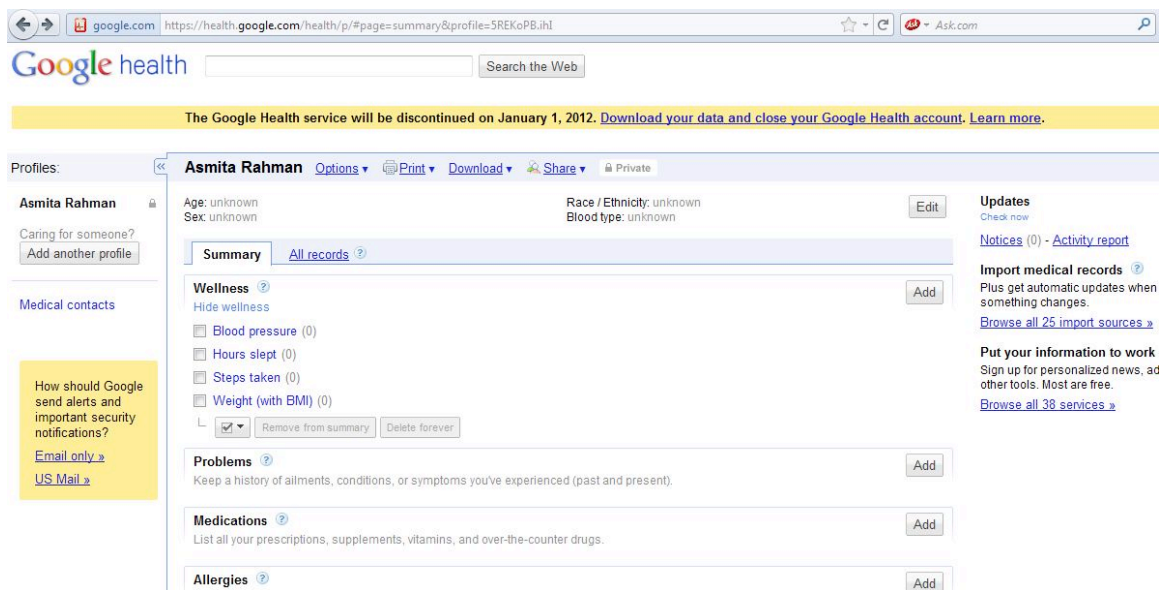 google.com https://health.google.com/health/p/#page=summary&profile=5REKoPB.ihI
Ask.com
Google health
Search the Web
The Google Health service will be discontinued on January 1, 2012. Download your data and close your Google Health account. Learn more.
Profiles:
Asmita Rahman Options Print Download Share Private
Asmita Rahman
Caring for someone?
Add another profile
Medical contacts
How should Google
send alerts and
important security
notifications?
Email only »
US Mail »
Age: unknown
Sex: unknown
Race / Ethnicity: unknown
Blood type: unknown
Edit
Summary All records ?
Wellness ?
Add
Hide wellness
Blood pressure (0)
Hours slept (0)
Steps taken (0)
Weight (with BMI) (0)
Remove from summary Delete forever
Problems ?
Add
Keep a history of ailments, conditions, or symptoms you've experienced (past and present).
Medications ?
Add
List all your prescriptions, supplements, vitamins, and over-the-counter drugs.
Allergies ?
Add
Updates
Check now
Notices (0) - Activity report
Import medical records ?
Plus get automatic updates when
something changes.
Browse all 25 import sources »
Put your information to work
Sign up for personalized news, ad
other tools. Most are free.
Browse all 38 services »